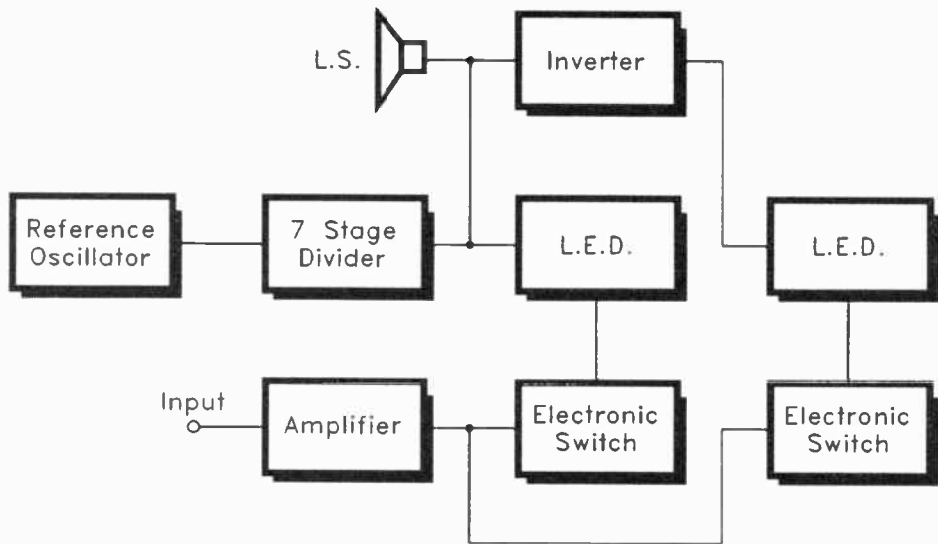 L.S.
Inverter
Reference
Oscillator
7 Stage
Divider
L.E.D.
L.E.D.
Input
Amplifier
Electronic
Switch
Electronic
Switch